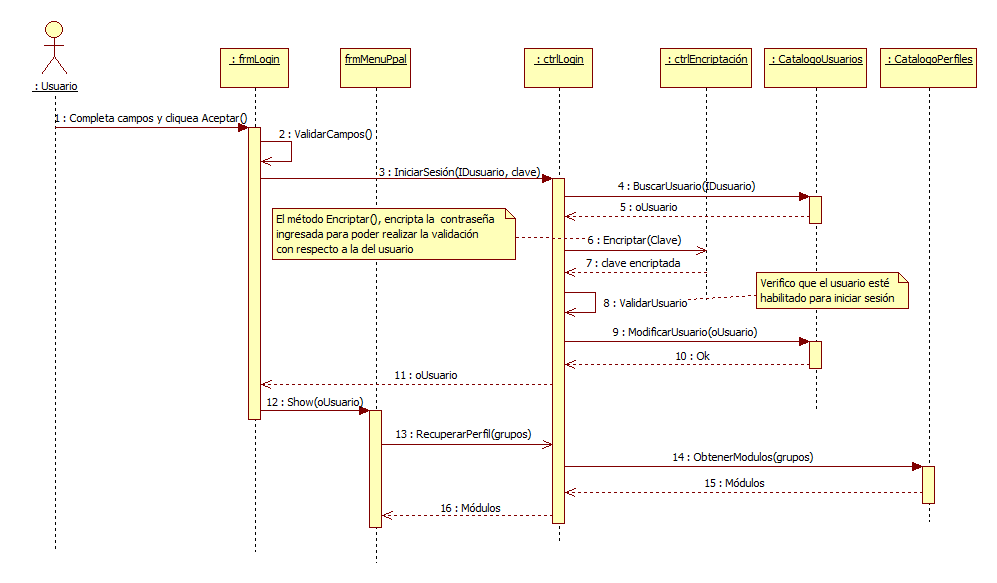 : Usuario
: frmLogin
frmMenuPpal
: ctrlLogin
: ctrlEncriptación
: CatalogoUsuarios
: CatalogoPerfiles
1 : Completa campos y cliquea Aceptar()
2 : ValidarCampos()
3 : IniciarSesión(IDusuario, clave)
4 : BuscarUsuario(IDusuario)
5 : oUsuario
El método Encriptar(), encripta la contraseña
ingresada para poder realizar la validación
con respecto a la del usuario
6 : Encriptar(Clave)
7 : clave encriptada
Verifico que el usuario esté
habilitado para iniciar sesión
8 : ValidarUsuario
9 : ModificarUsuario(oUsuario)
10 : Ok
11 : oUsuario
12 : Show(oUsuario)
13 : RecuperarPerfil(grupos)
14 : ObtenerModulos(grupos)
15 : Módulos
16 : Módulos